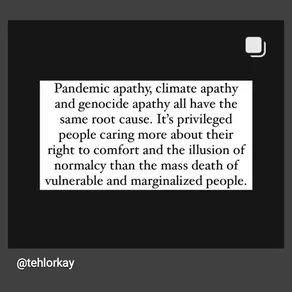 Pandemic apathy, climate apathy
and genocide apathy all have the
same root cause. It’s privileged
people caring more about their
right to comfort and the illusion of
normalcy than the mass death of
vulnerable and marginalized people.
@tehlorkay